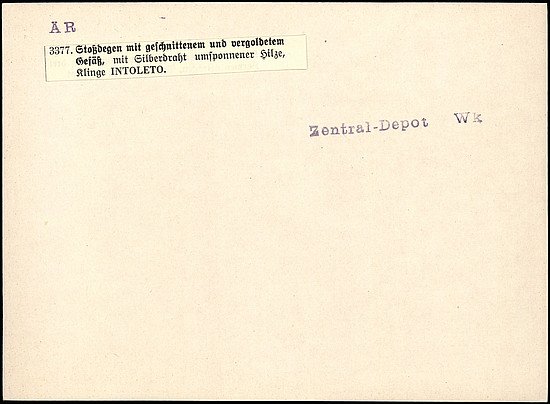 ÄR
3377. Stoßdegen mit geschnittenem und vergoldetem
Gefäß, mit Silberdraht umsponnener Hilze,
Klinge INTOLETO.
Zentral-Depot Wk